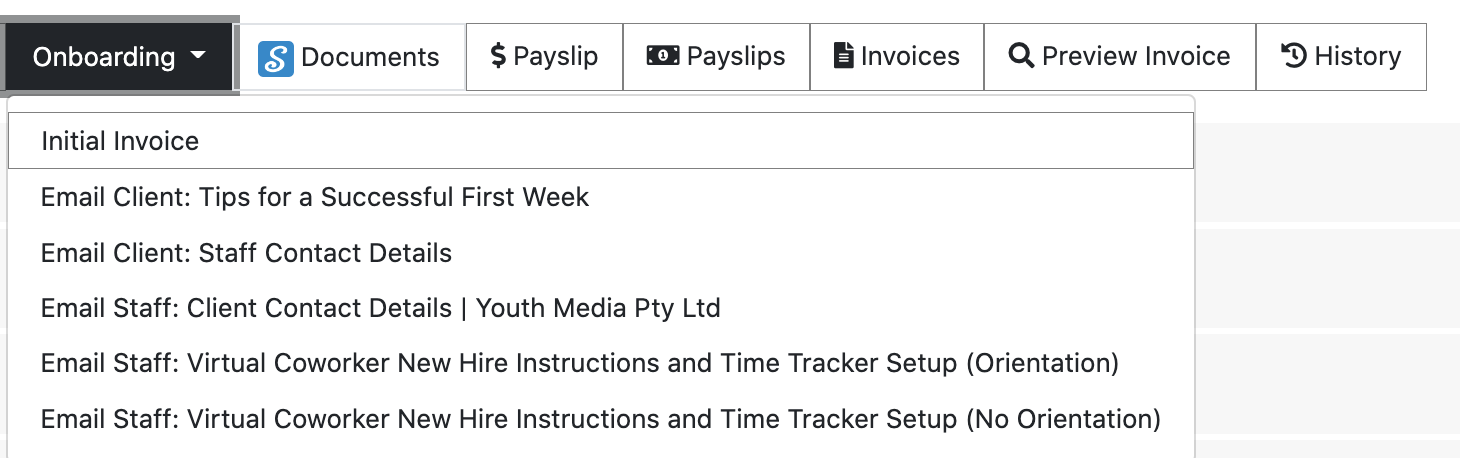 Onboarding
Documents
$ Payslip
Payslips
Invoices
Preview Invoice
History
Initial Invoice
Email Client: Tips for a Successful First Week
Email Client: Staff Contact Details
Email Staff: Client Contact Details | Youth Media Pty Ltd
Email Staff: Virtual Coworker New Hire Instructions and Time Tracker Setup (Orientation)
Email Staff: Virtual Coworker New Hire Instructions and Time Tracker Setup (No Orientation)